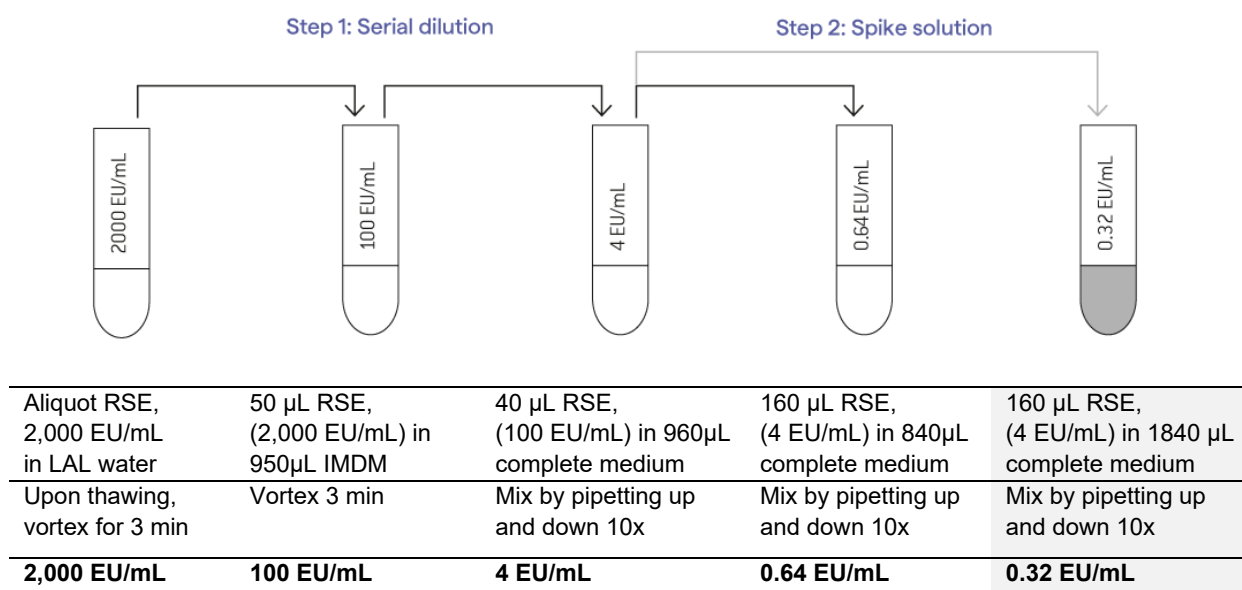 Step 1: Serial dilution
Step 2: Spike solution
2000 EU/mL
100 EU/mL
4 EU/mL
0.64 EU/mL
0.32 EU/mL
Aliquot RSE,
2,000 EU/mL
in LAL water
50 µL RSE,
(2,000 EU/mL) in
950µL IMDM
40 µL RSE,
(100 EU/mL) in 960µL
complete medium
160 µL RSE,
(4 EU/mL) in 840µL
complete medium
160 µL RSE,
(4 EU/mL) in 1840 µL
complete medium
Upon thawing,
vortex for 3 min
Vortex 3 min
Mix by pipetting up
and down 10x
Mix by pipetting up
and down 10x
Mix by pipetting up
and down 10x
2,000 EU/mL
100 EU/mL
4 EU/mL
0.64 EU/mL
0.32 EU/mL